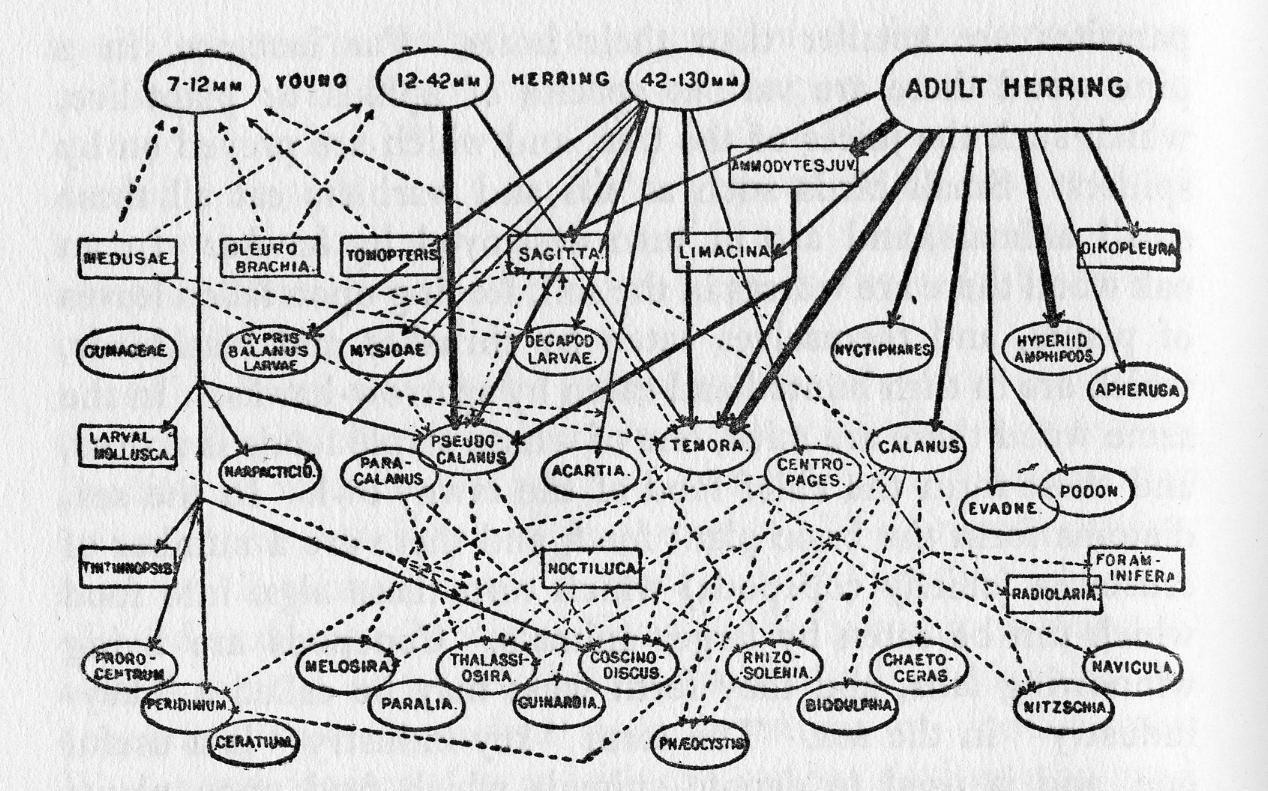 7-12MM YOUNG 12-42MM HERRING 42-130MM ADULT HERRING
AMMODYTES JUV.
MEDUSAE
PLEURO
BRACHIA.
TOMOPTERIS
SAGITTA
LIMACINA
OIKOPLEURA
CUMACEAE
CYPRIS
BALANUS
LARVAE
MYSIDAE
DECAPOD
LARVAE.
NYCTIPHANES
HYPERIID
AMPHIPODS.
APHERUSA
LARVAL
MOLLUSCA.
HARPACTICID.
PARA-
CALANUS
PSEUDO-
CALANUS
ACARTIA.
TEMORA.
CENTRO-
PAGES.
CALANUS
EVADNE.
PODON
TINTINNOPSIS
NOCTILUCA
RADIOLARIA
FORAM-
INIFERA
PRORO-
CENTRUM
PERIDINIUM
CERATIUM
MELOSIRA
PARALIA.
THALASSI-
OSIRA.
GUINARDIA.
COSCINO-
DISCUS.
PHÆOCYSTIS
RHIZO-
SOLENIA.
BIDDULPHIA.
CHAETO-
CERAS.
NITZSCHIA
NAVICULA.